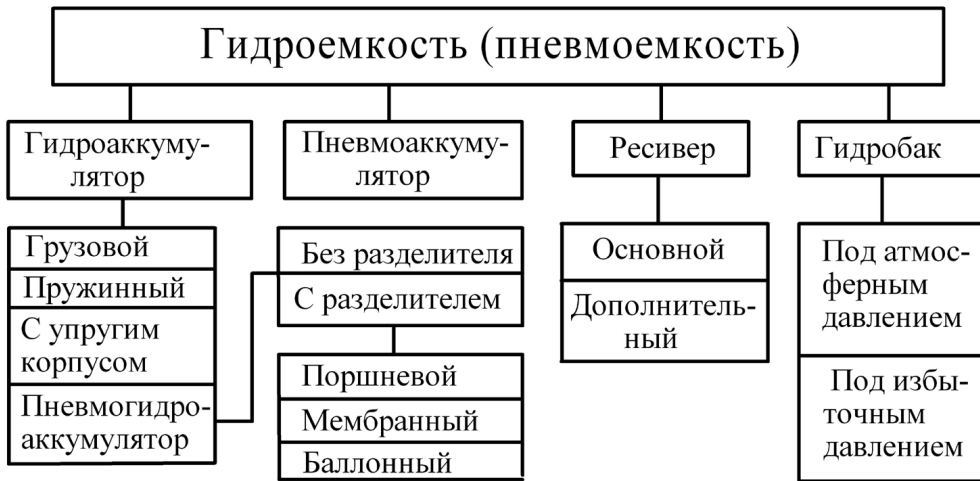 Гидроемкость (пневмоемкость)
Гидроаккуму-
лятор
Пневмоаккуму-
лятор
Ресивер
Гидробак
Грузовой
Пружинный
С упругим
корпусом
Пневмогидро-
аккумулятор
Без разделителя
С разделителем
Поршневой
Мембранный
Баллонный
Основной
Дополнитель-
ный
Под атмос-
ферным
давлением
Под избы-
точным
давлением